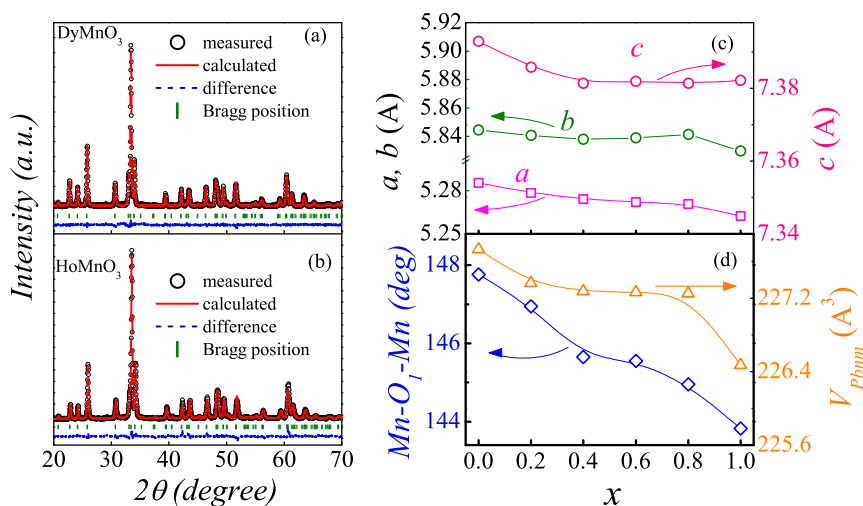 DyMnO3
(a)
measured
calculated
difference
Bragg position
HoMnO3
(b)
measured
calculated
difference
Bragg position
Intensity (a.u.)
20 30 40 50 60 70
2θ (degree)
(c)
c
b
a
5.92
5.90
5.88
5.86
5.84
5.28
5.25
a, b (A)
7.38
7.36
7.34
c (A)
(d)
148
146
144
Mn-O1-Mn (deg)
227.2
226.4
225.6
VPbnm (A3)
0.0 0.2 0.4 0.6 0.8 1.0
x